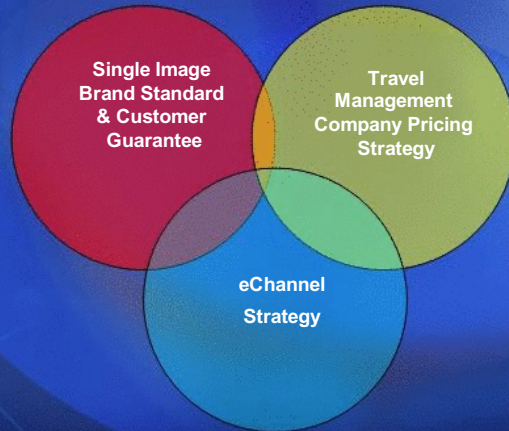 Single Image
Brand Standard
& Customer
Guarantee
Travel
Management
Company Pricing
Strategy
eChannel
Strategy